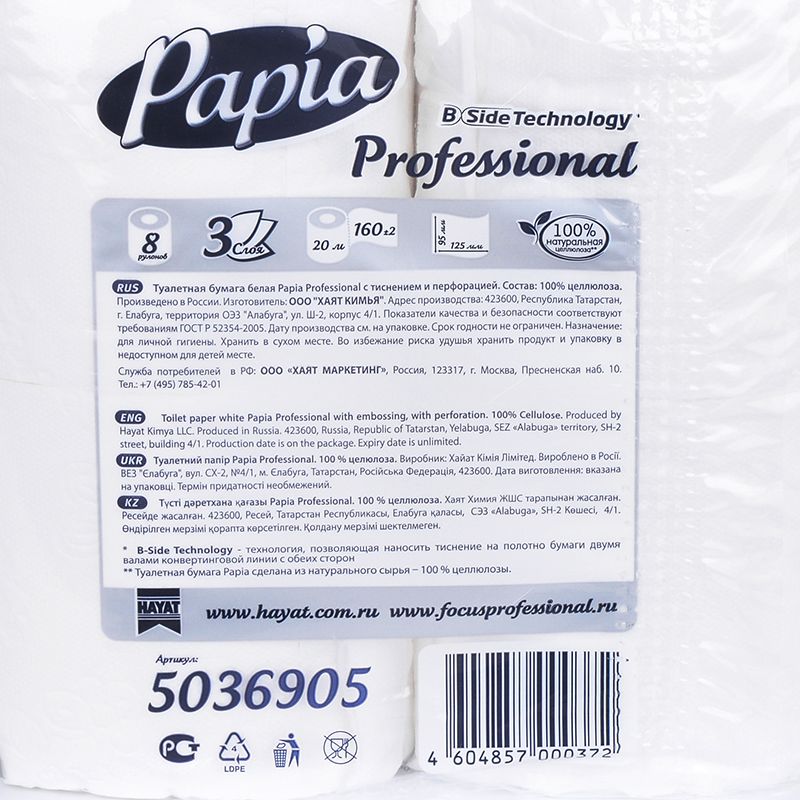 Papia
B-Side Technology*
Professional
8 рулонов
3 Слоя
20 м
160±2
95 мм
125 мм
100% натуральная целлюлоза**
RUS Туалетная бумага белая Papia Professional с тиснением и перфорацией. Состав: 100% целлюлоза.
Произведено в России. Изготовитель: ООО "ХАЯТ КИМЬЯ". Адрес производства: 423600, Республика Татарстан,
г. Елабуга, территория ОЭЗ "Алабуга", ул. Ш-2, корпус 4/1. Показатели качества и безопасности соответствуют
требованиям ГОСТ Р 52354-2005. Дату производства см. на упаковке. Срок годности не ограничен. Назначение:
для личной гигиены. Хранить в сухом месте. Во избежание риска удушья хранить продукт и упаковку в
недоступном для детей месте.
Служба потребителей в РФ: ООО «ХАЯТ МАРКЕТИНГ», Россия, 123317, г. Москва, Пресненская наб. 10.
Тел.: +7 (495) 785-42-01
ENG Toilet paper white Papia Professional with embossing, with perforation. 100% Cellulose. Produced by
Hayat Kimya LLC. Produced in Russia. 423600, Russia, Republic of Tatarstan, Yelabuga, SEZ «Alabuga» territory, SH-2
street, building 4/1. Production date is on the package. Expiry date is unlimited.
UKR Туалетний папір Papia Professional. 100 % целюлоза. Виробник: Хайат Кімія Лімітед. Вироблено в Росії.
ВЕЗ "Єлабуга", вул. СХ-2, №4/1, м. Єлабуга, Татарстан, Російська Федерація, 423600. Дата виготовлення: вказана
на упаковці. Термін придатності необмежений.
KZ Түсті дәретхана қағазы Papia Professional. 100 % целлюлоза. Хаят Химия ЖШС тарапынан жасалған.
Ресейде жасалған. 423600, Ресей, Татарстан Республикасы, Елабуга қаласы, СЭЗ «Alabuga», SH-2 Көшесі, 4/1.
Өндірілген мерзімі қорапта көрсетілген. Қолдану мерзімі шектелмеген.
* B-Side Technology - технология, позволяющая наносить тиснение на полотно бумаги двумя
валами конвертинговой линии с обеих сторон
** Туалетная бумага Papia сделана из натурального сырья – 100 % целлюлозы.
HAYAT
www.hayat.com.ru www.focusprofessional.ru
Артикул:
5036905
РСТ
4
LDPE
4 604857 000372